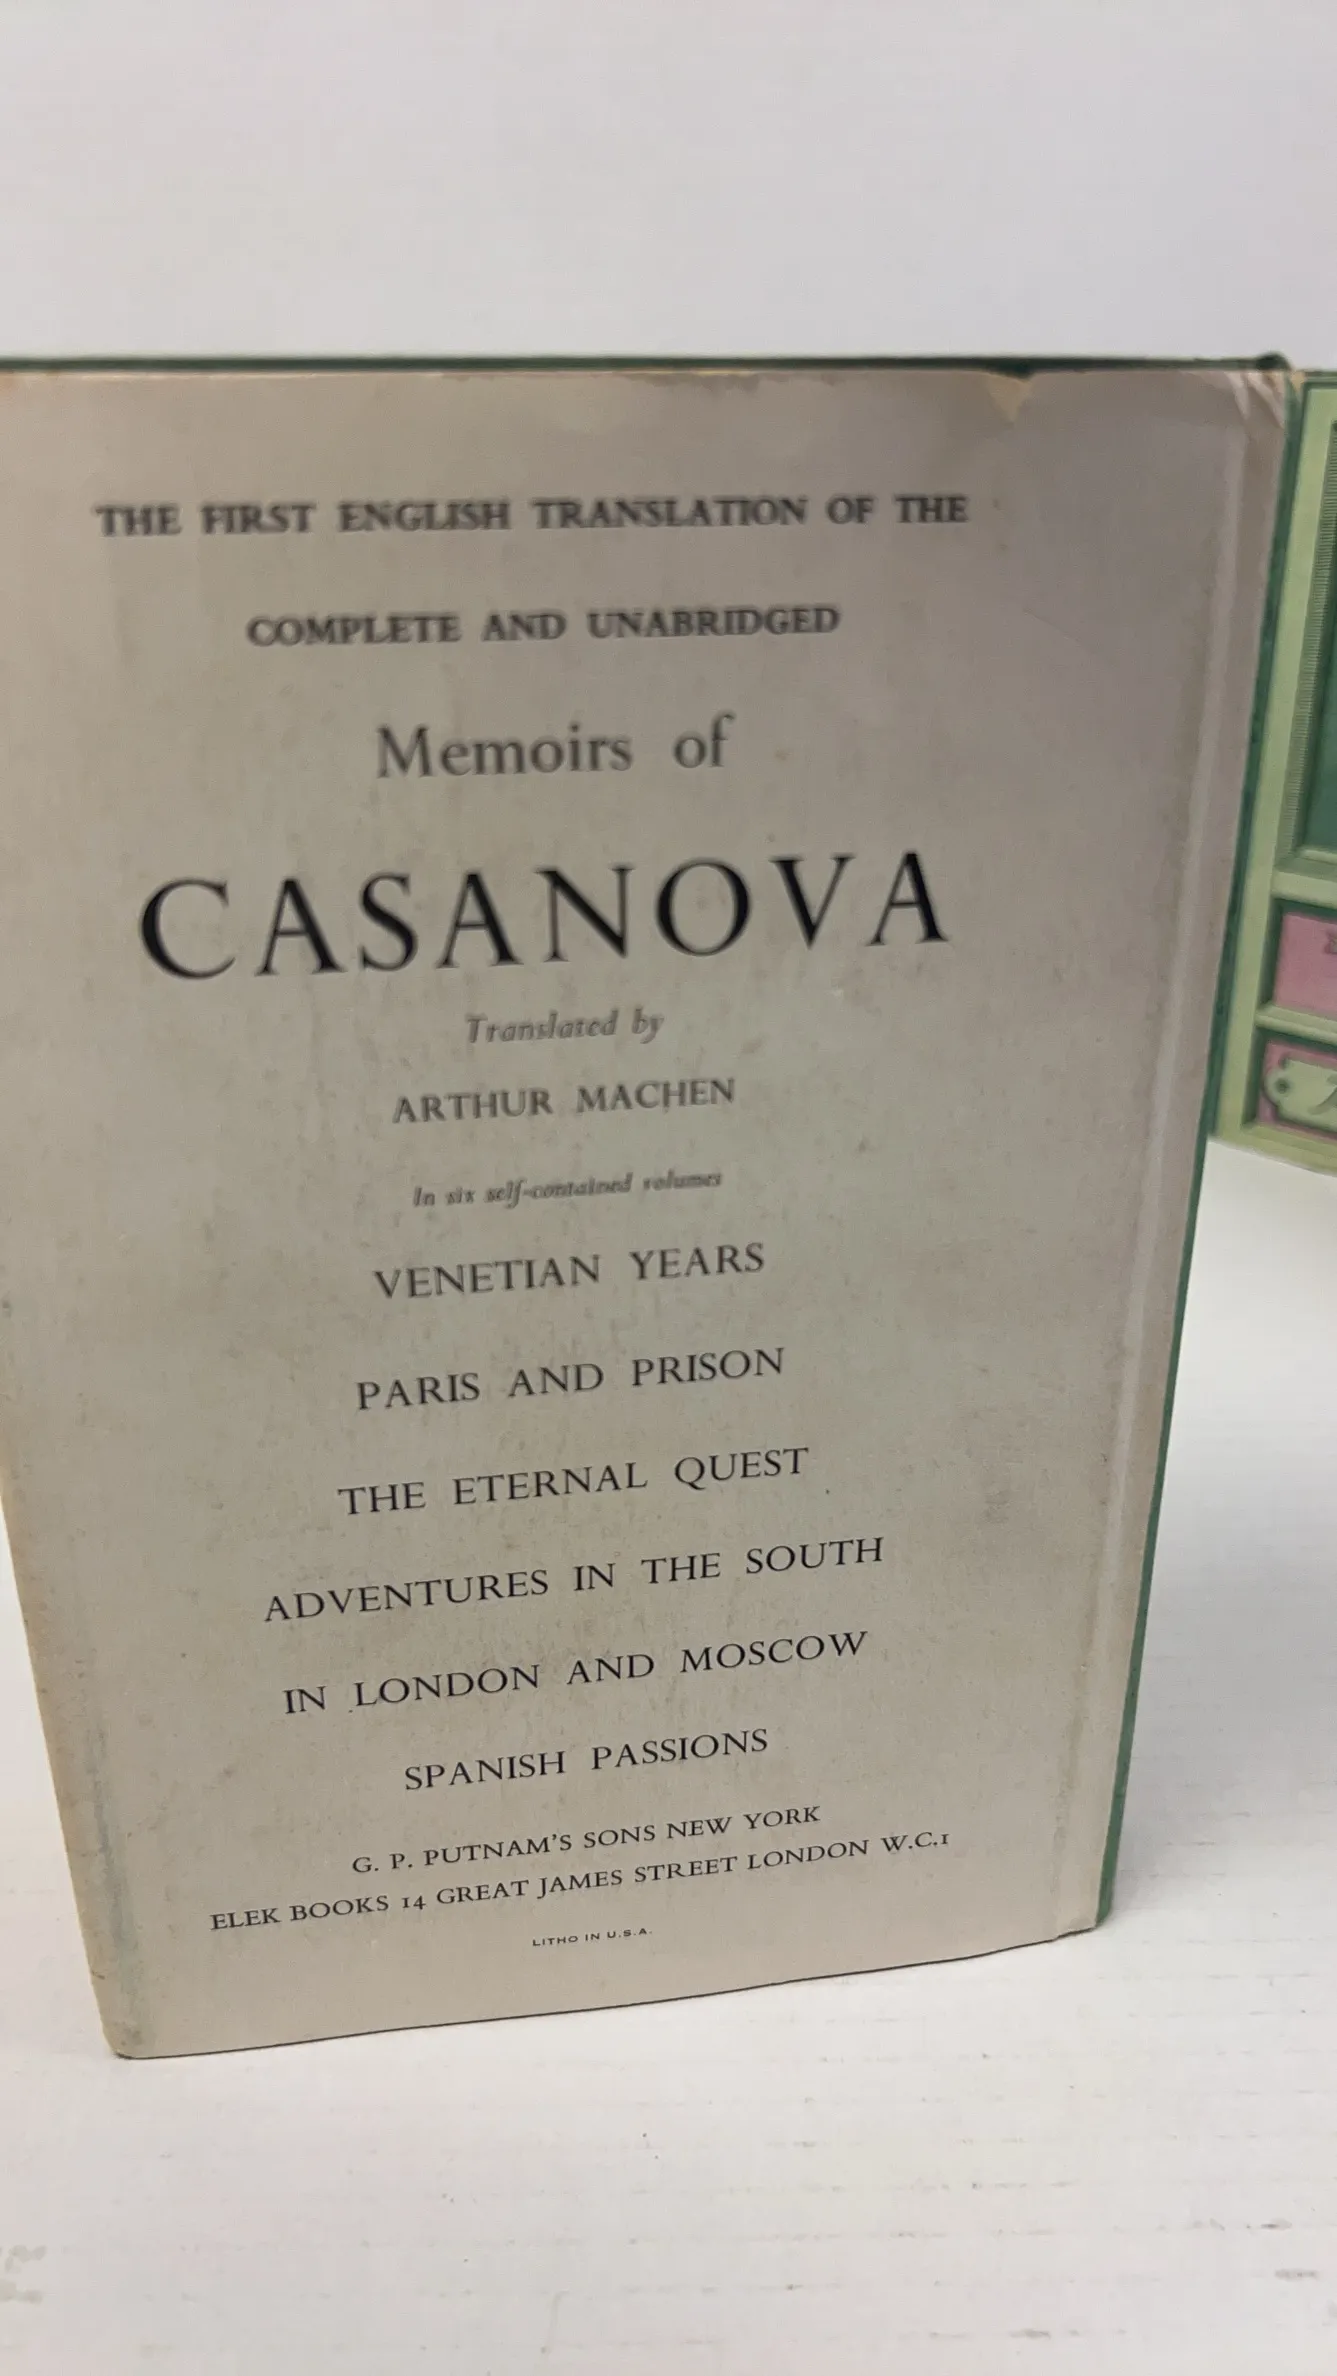 THE FIRST ENGLISH TRANSLATION OF THE
COMPLETE AND UNABRIDGED
Memoirs of
CASANOVA
Translated by
ARTHUR MACHEN
In six self-contained volumes
VENETIAN YEARS
PARIS AND PRISON
THE ETERNAL QUEST
ADVENTURES IN THE SOUTH
IN LONDON AND MOSCOW
SPANISH PASSIONS
G. P. PUTNAM'S SONS NEW YORK
ELEK BOOKS 14 GREAT JAMES STREET LONDON W.C.1
LITHO IN U.S.A.